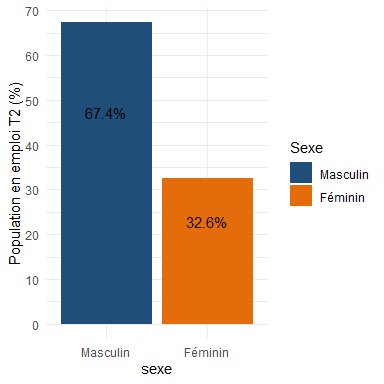 Population en emploi T2 (%)
70
60
50
40
30
20
10
0
67.4%
32.6%
Masculin
Féminin
sexe
Sexe
Masculin
Féminin